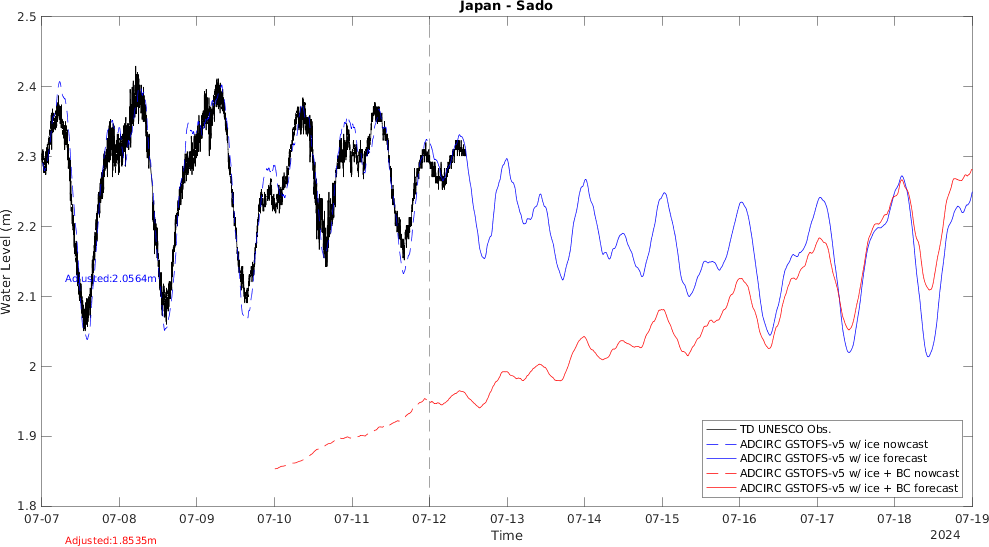 Japan - Sado
2.5
2.4
2.3
2.2
2.1
2
1.9
1.8
Water Level (m)
Adjusted:2.0564m
TD UNESCO Obs.
ADCIRC GSTOFS-v5 w/ ice nowcast
ADCIRC GSTOFS-v5 w/ ice forecast
ADCIRC GSTOFS-v5 w/ ice + BC nowcast
ADCIRC GSTOFS-v5 w/ ice + BC forecast
07-07 07-08 07-09 07-10 07-11 07-12 07-13 07-14 07-15 07-16 07-17 07-18 07-19
Time
2024
Adjusted:1.8535m